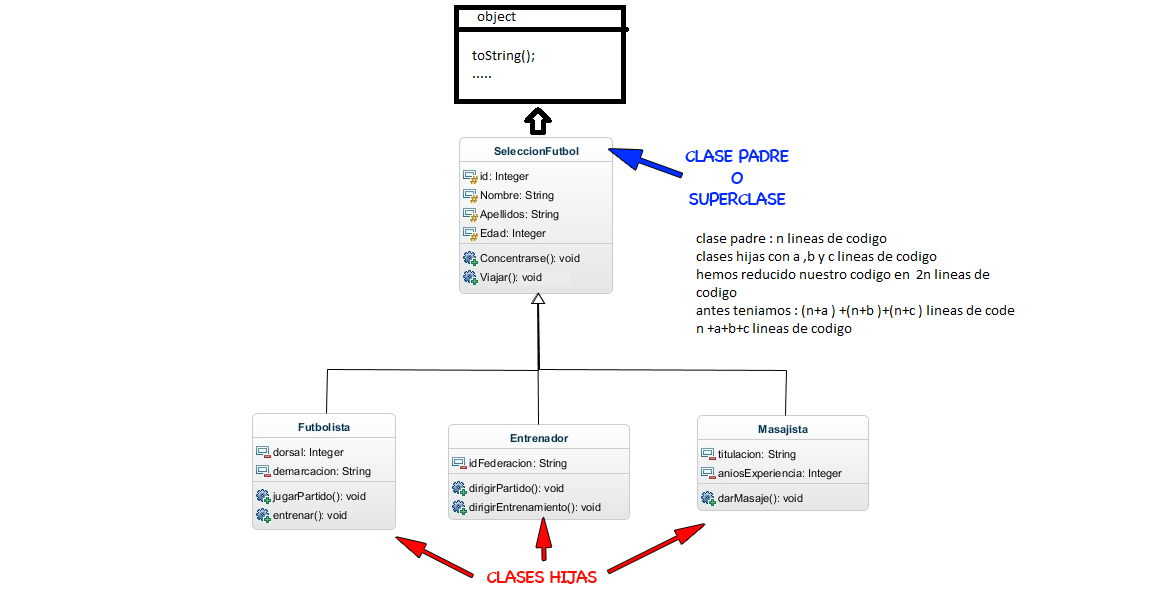 object
toString();
.....
SeleccionFutbol
id: Integer
Nombre: String
Apellidos: String
Edad: Integer
Concentrarse(): void
Viajar(): void
CLASE PADRE
O
SUPERCLASE
clase padre : n lineas de codigo
clases hijas con a ,b y c lineas de codigo
hemos reducido nuestro codigo en 2n lineas de
codigo
antes teniamos : (n+a ) +(n+b )+(n+c ) lineas de code
n +a+b+c lineas de codigo
Futbolista
dorsal: Integer
demarcacion: String
jugarPartido(): void
entrenar(): void
Entrenador
idFederacion: String
dirigirPartido(): void
dirigirEntrenamiento(): void
Masajista
titulacion: String
aniosExperiencia: Integer
darMasaje(): void
CLASES HIJAS